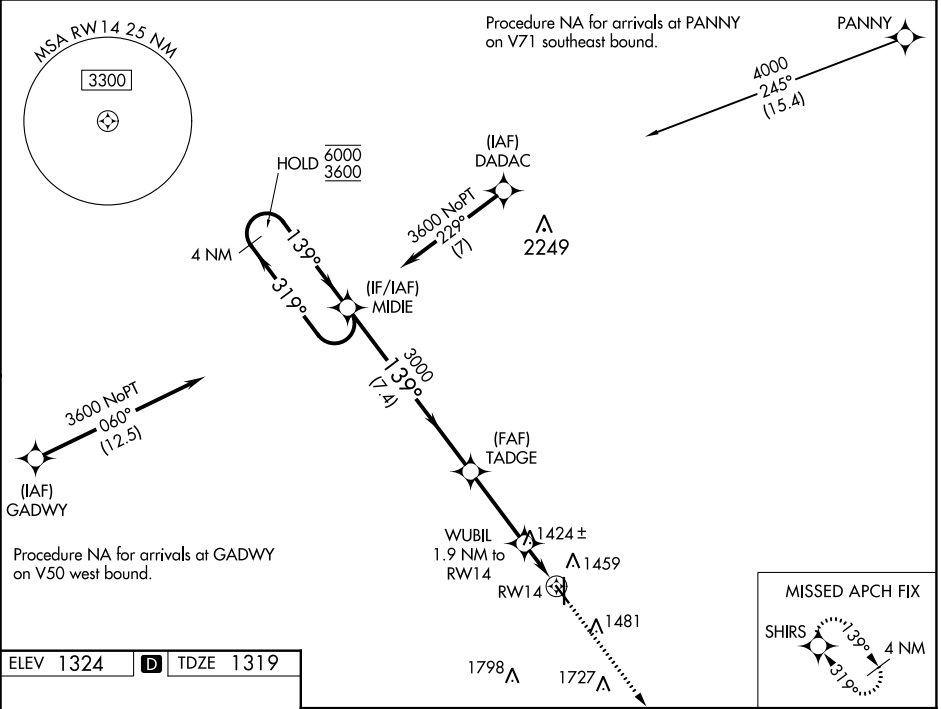 MSA RW14 25 NM
3300
Procedure NA for arrivals at PANNY
on V71 southeast bound.
PANNY
4000
245°
(15.4)
(IAF)
DADAC
HOLD 6000
3600
3600 NoPT
229°
(7)
2249
4 NM
139°
319°
(IF/IAF)
MIDIE
3000
139°
(7.4)
3600 NoPT
060°
(12.5)
(IAF)
GADWY
(FAF)
TADGE
Procedure NA for arrivals at GADWY
on V50 west bound.
WUBIL
1.9 NM to
RW14
1424 ±
1459
RW14
1481
1798
1727
MISSED APCH FIX
SHIRS
139°
4 NM
319°
ELEV 1324 D TDZE 1319